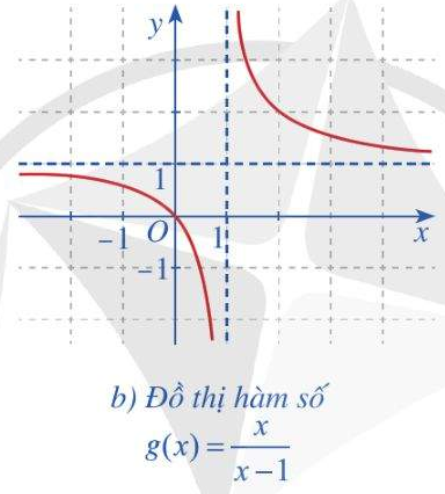 y
1
-1 O 1 x
-1
b) Đồ thị hàm số
g(x) = x/(x-1)